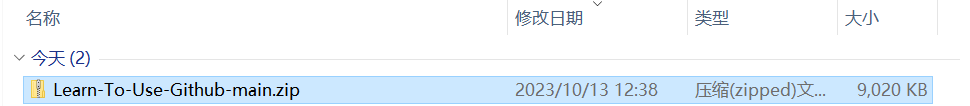 名称 修改日期 类型 大小
今天 (2)
Learn-To-Use-Github-main.zip 2023/10/13 12:38 压缩(zipped)文... 9,020 KB